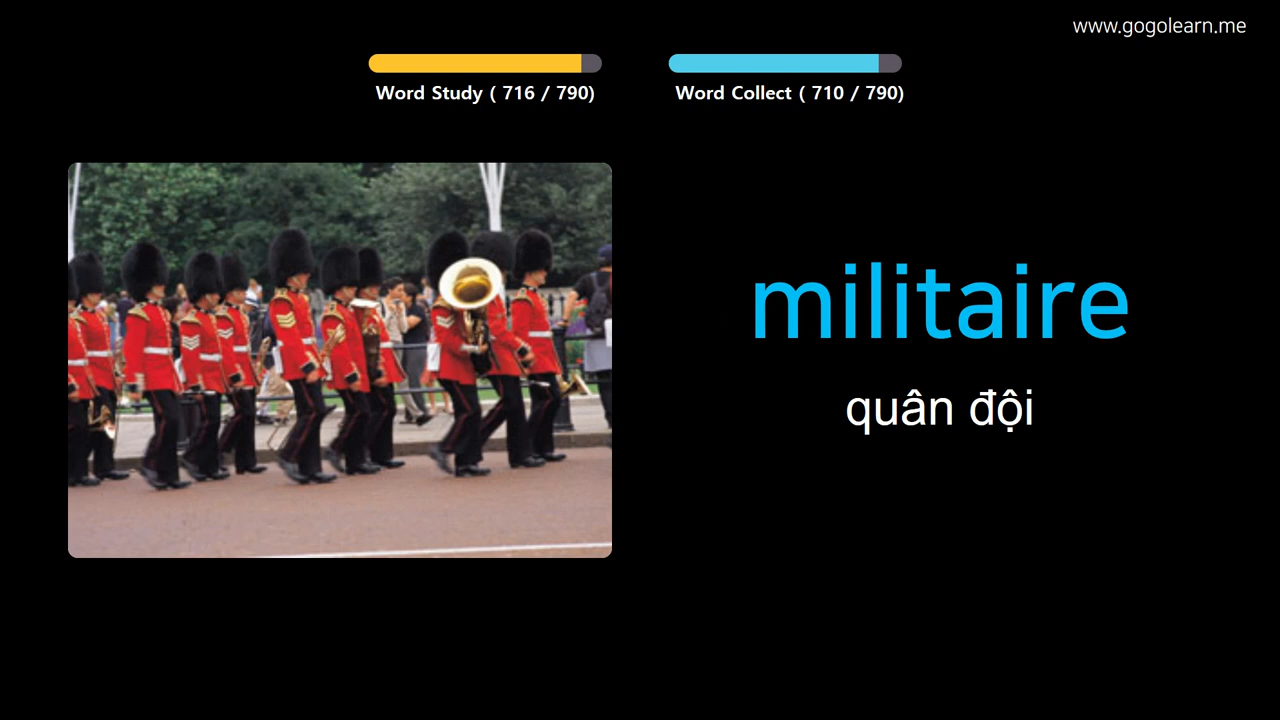 www.gogolearn.me
Word Study ( 716 / 790)
Word Collect ( 710 / 790)
militaire
quân đội